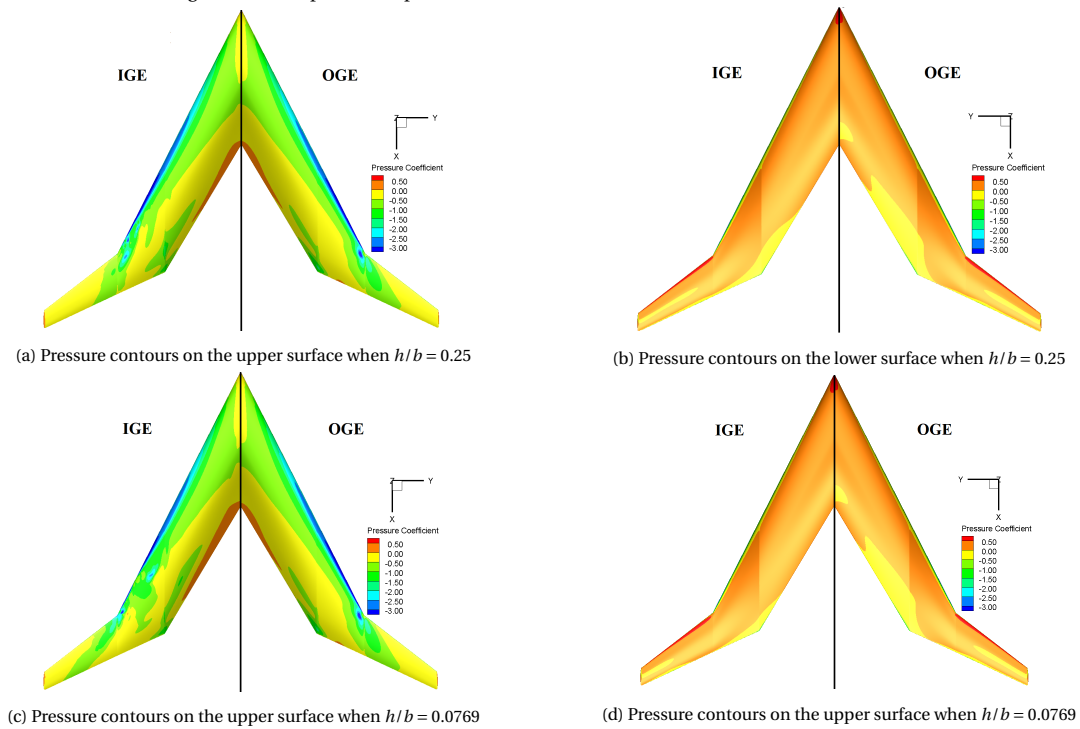 IGE
OGE
Z
Y
X
Pressure Coefficient
0.50
0.00
-0.50
-1.00
-1.50
-2.00
-2.50
-3.00
(a) Pressure contours on the upper surface when h/b = 0.25
IGE
OGE
Y
Z
X
Pressure Coefficient
0.50
0.00
-0.50
-1.00
-1.50
-2.00
-2.50
-3.00
(b) Pressure contours on the lower surface when h/b = 0.25
IGE
OGE
Z
Y
X
Pressure Coefficient
0.50
0.00
-0.50
-1.00
-1.50
-2.00
-2.50
-3.00
(c) Pressure contours on the upper surface when h/b = 0.0769
IGE
OGE
Y
Z
X
Pressure Coefficient
0.50
0.00
-0.50
-1.00
-1.50
-2.00
-2.50
-3.00
(d) Pressure contours on the upper surface when h/b = 0.0769